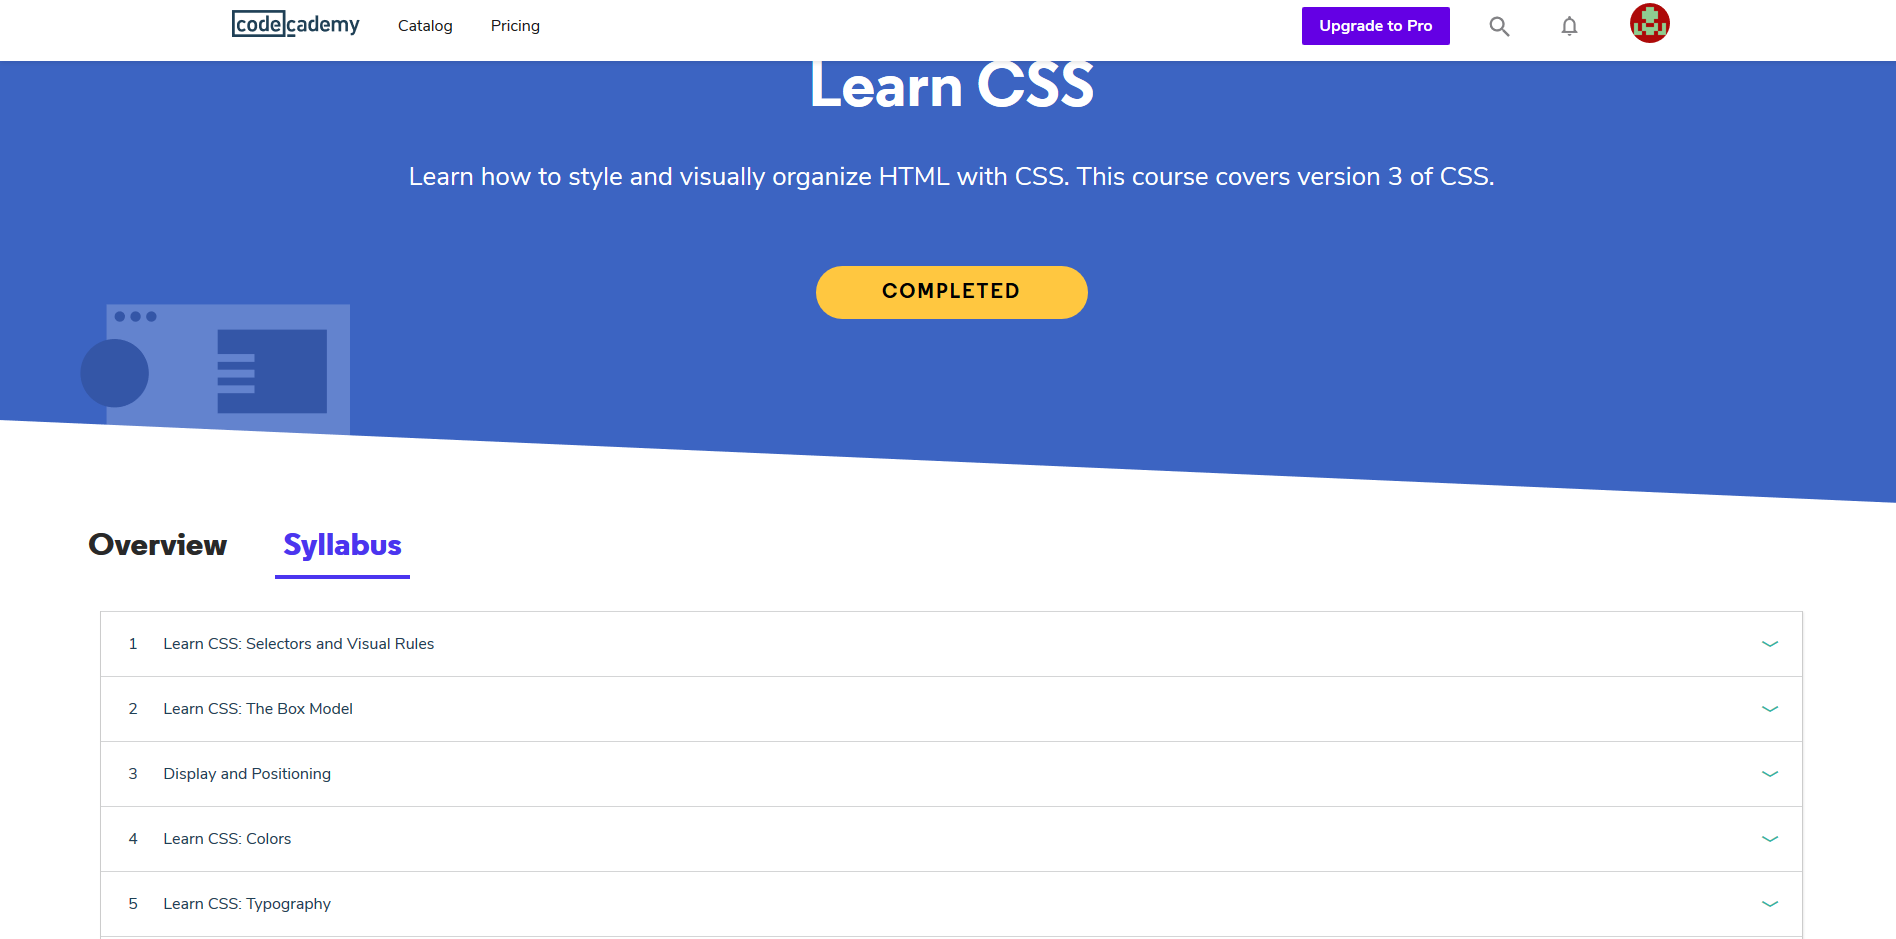 codecademy Catalog Pricing Upgrade to Pro
Learn CSS
Learn how to style and visually organize HTML with CSS. This course covers version 3 of CSS.
COMPLETED
Overview Syllabus
1 Learn CSS: Selectors and Visual Rules
2 Learn CSS: The Box Model
3 Display and Positioning
4 Learn CSS: Colors
5 Learn CSS: Typography